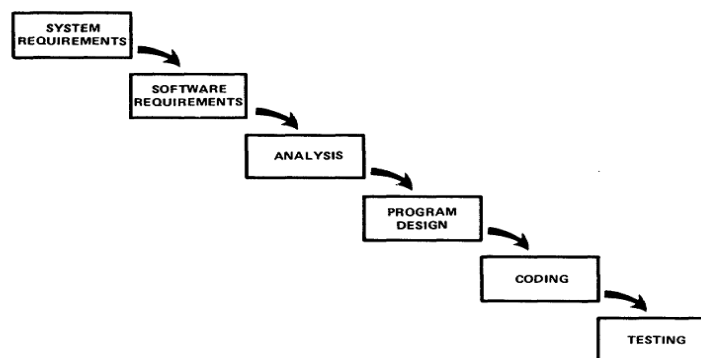 SYSTEM
REQUIREMENTS
SOFTWARE
REQUIREMENTS
ANALYSIS
PROGRAM
DESIGN
CODING
TESTING